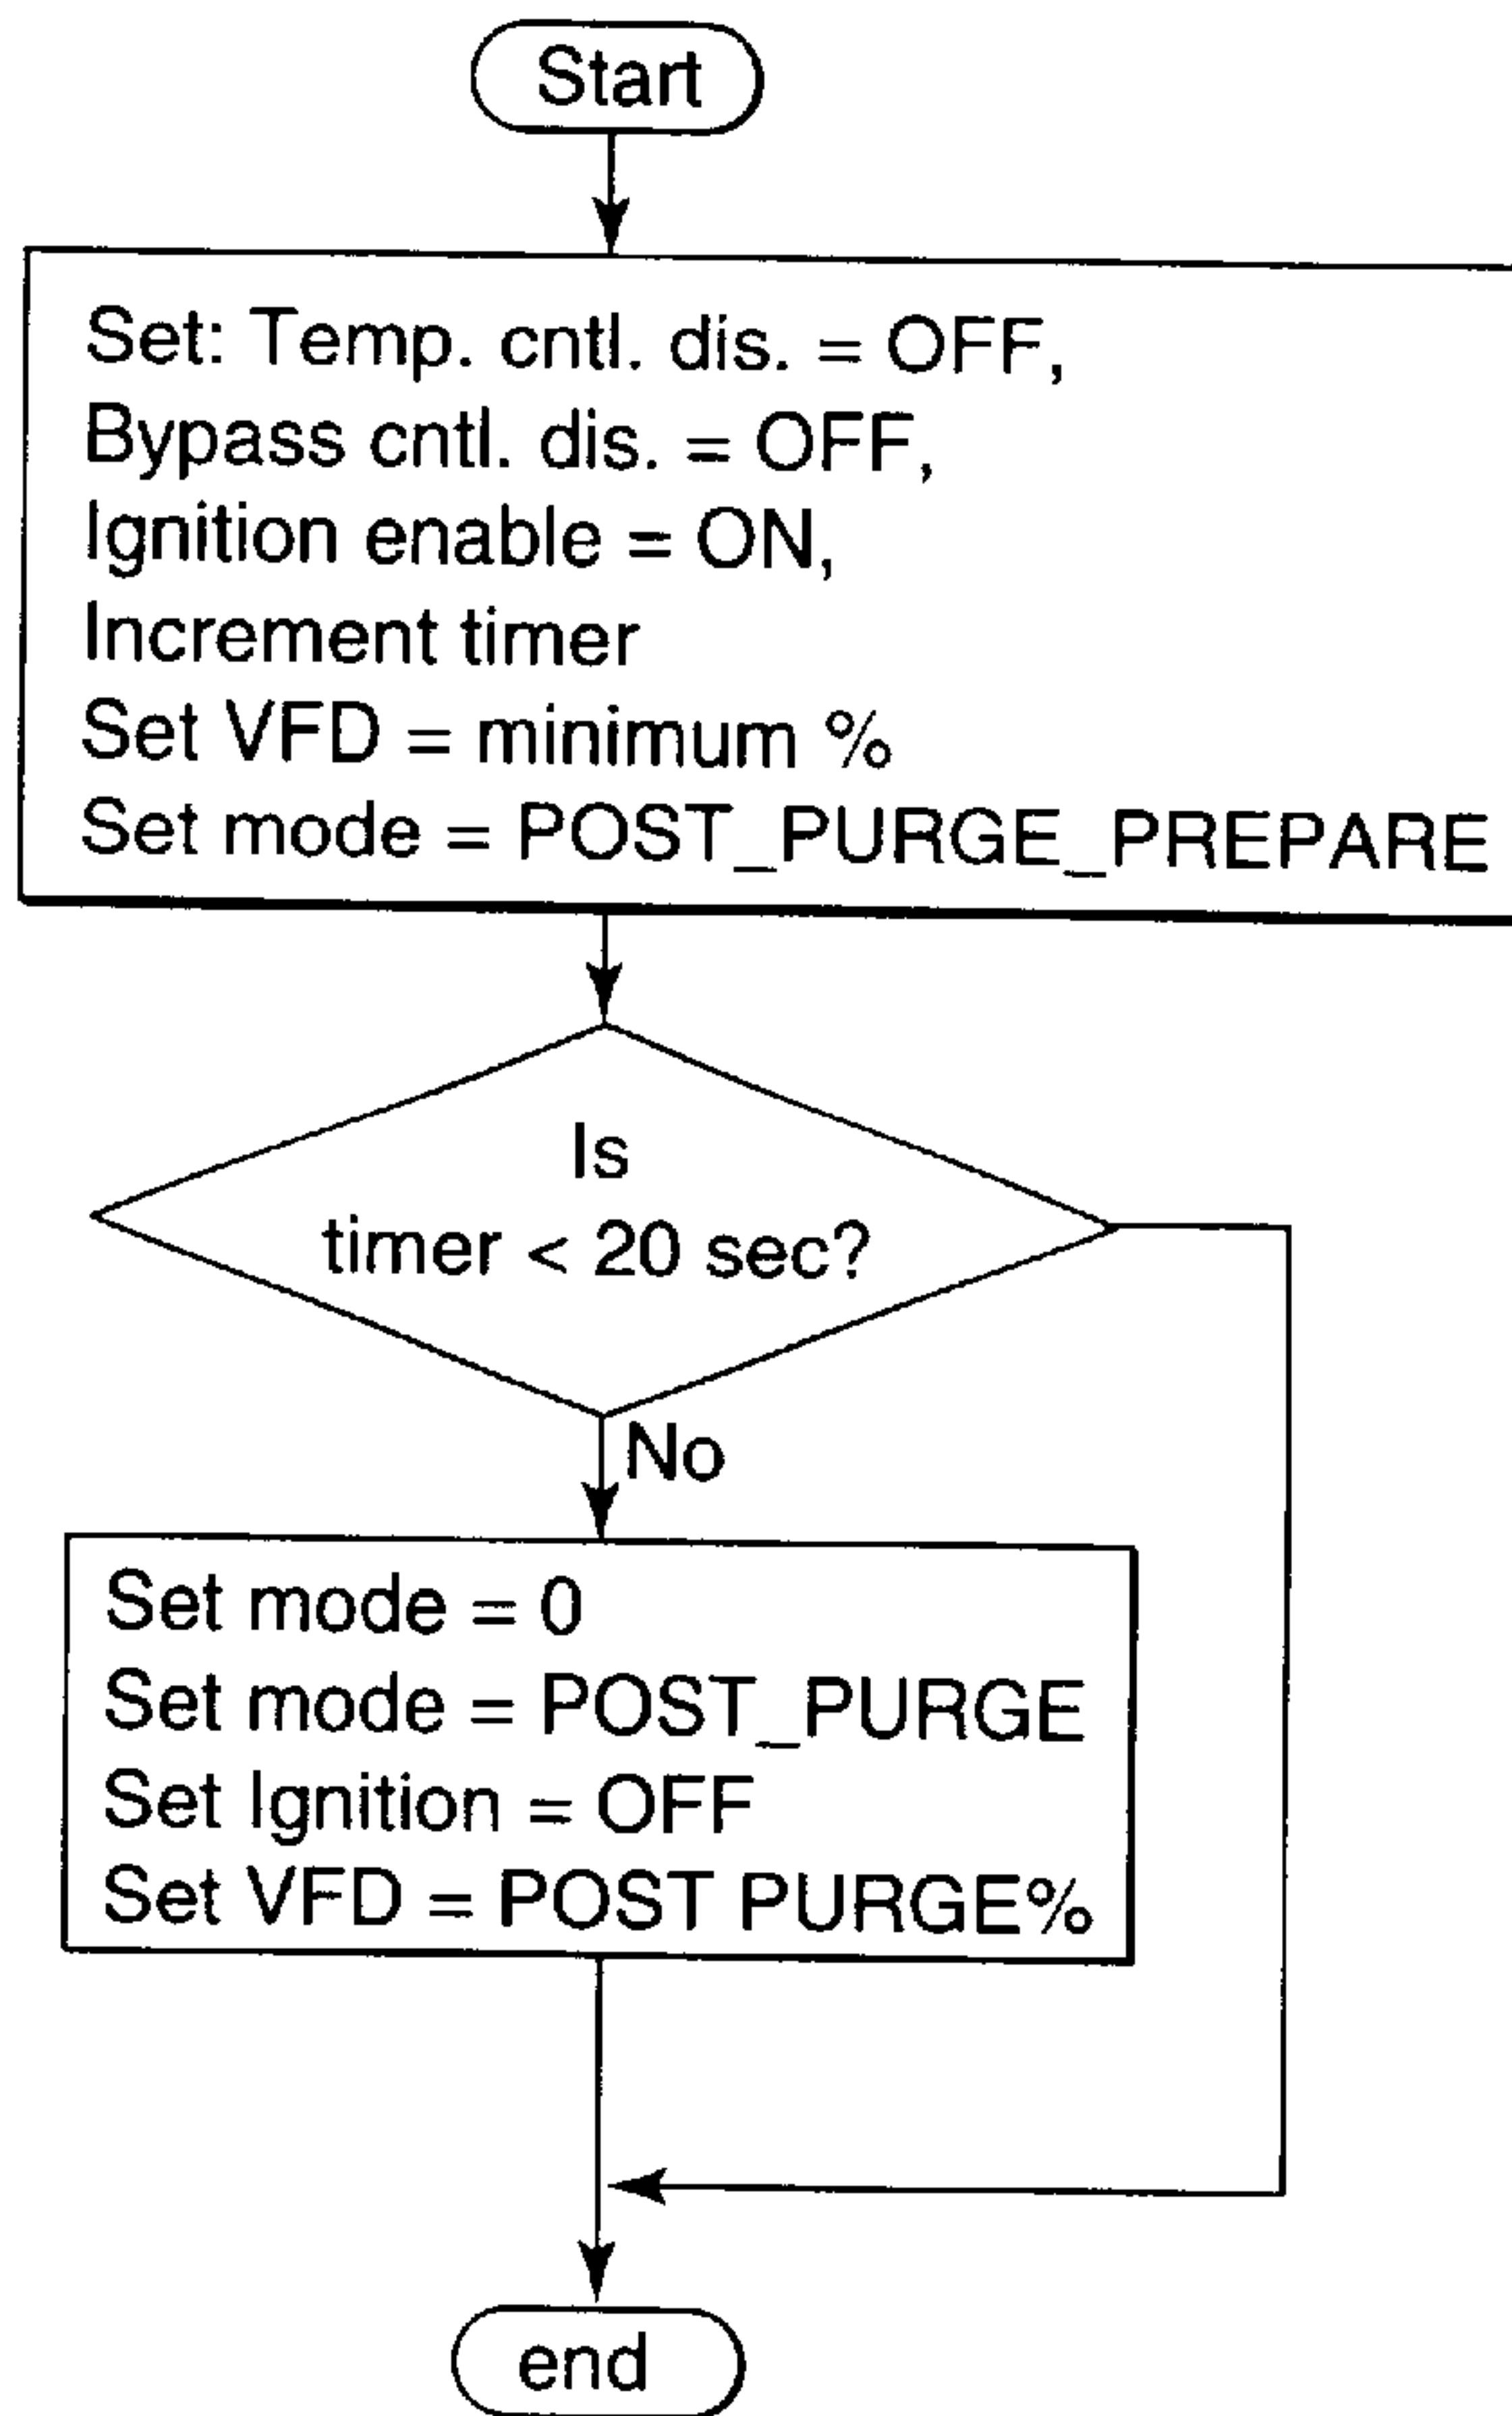 Start
Set: Temp. cntl. dis. = OFF,
Bypass cntl. dis. = OFF,
Ignition enable = ON,
Increment timer
Set VFD = minimum %
Set mode = POST_PURGE_PREPARE
Is
timer < 20 sec?
No
Set mode = 0
Set mode = POST_PURGE
Set Ignition = OFF
Set VFD = POST PURGE%
end